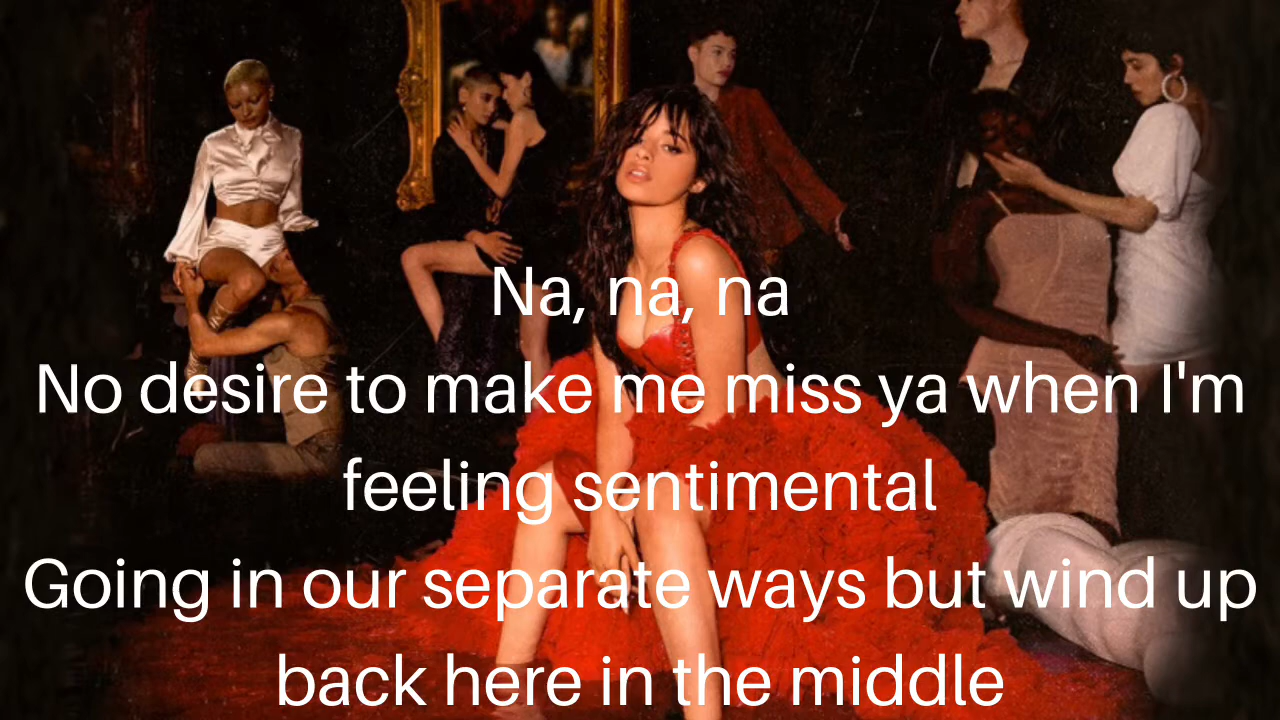 Na, na, na
No desire to make me miss ya when I'm
feeling sentimental
Going in our separate ways but wind up
back here in the middle